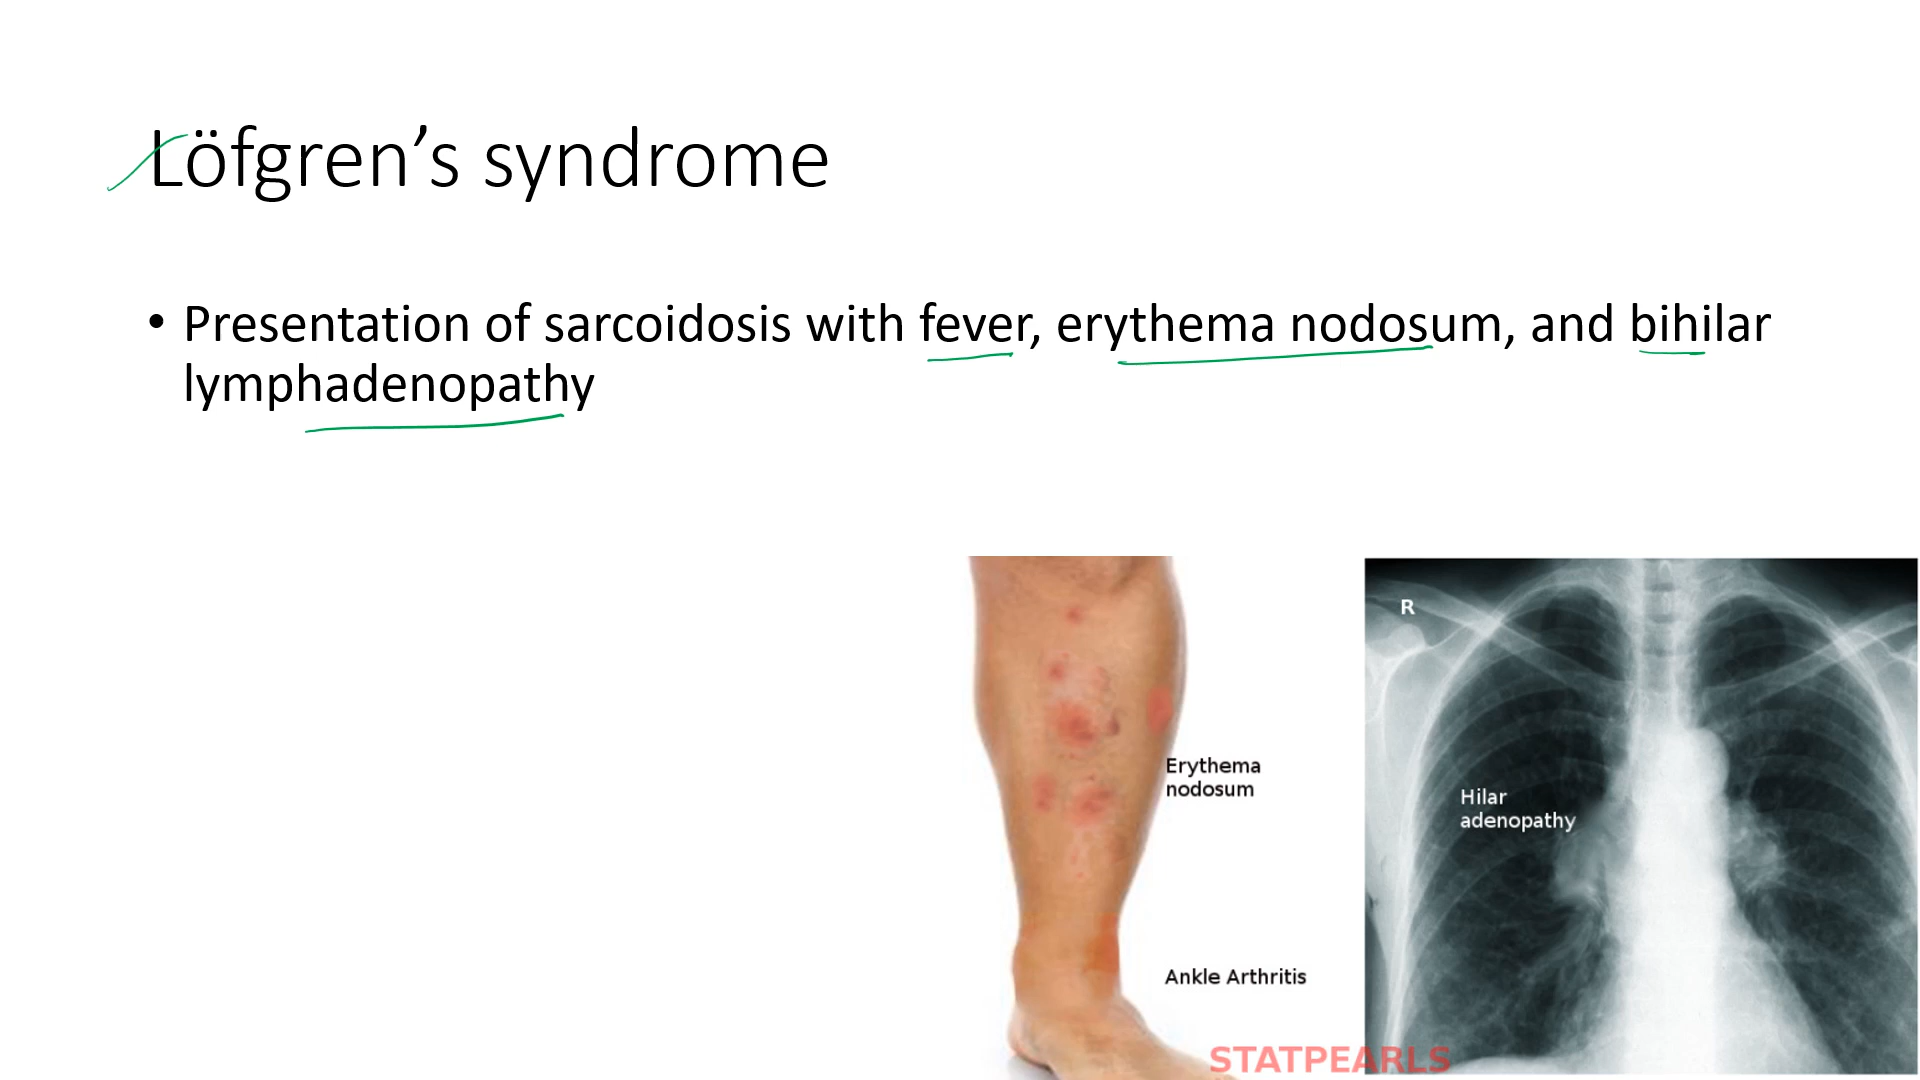 Löfgren’s syndrome
• Presentation of sarcoidosis with fever, erythema nodosum, and bihilar
lymphadenopathy
R
Erythema
nodosum
Hilar
adenopathy
Ankle Arthritis
STATPEARLS